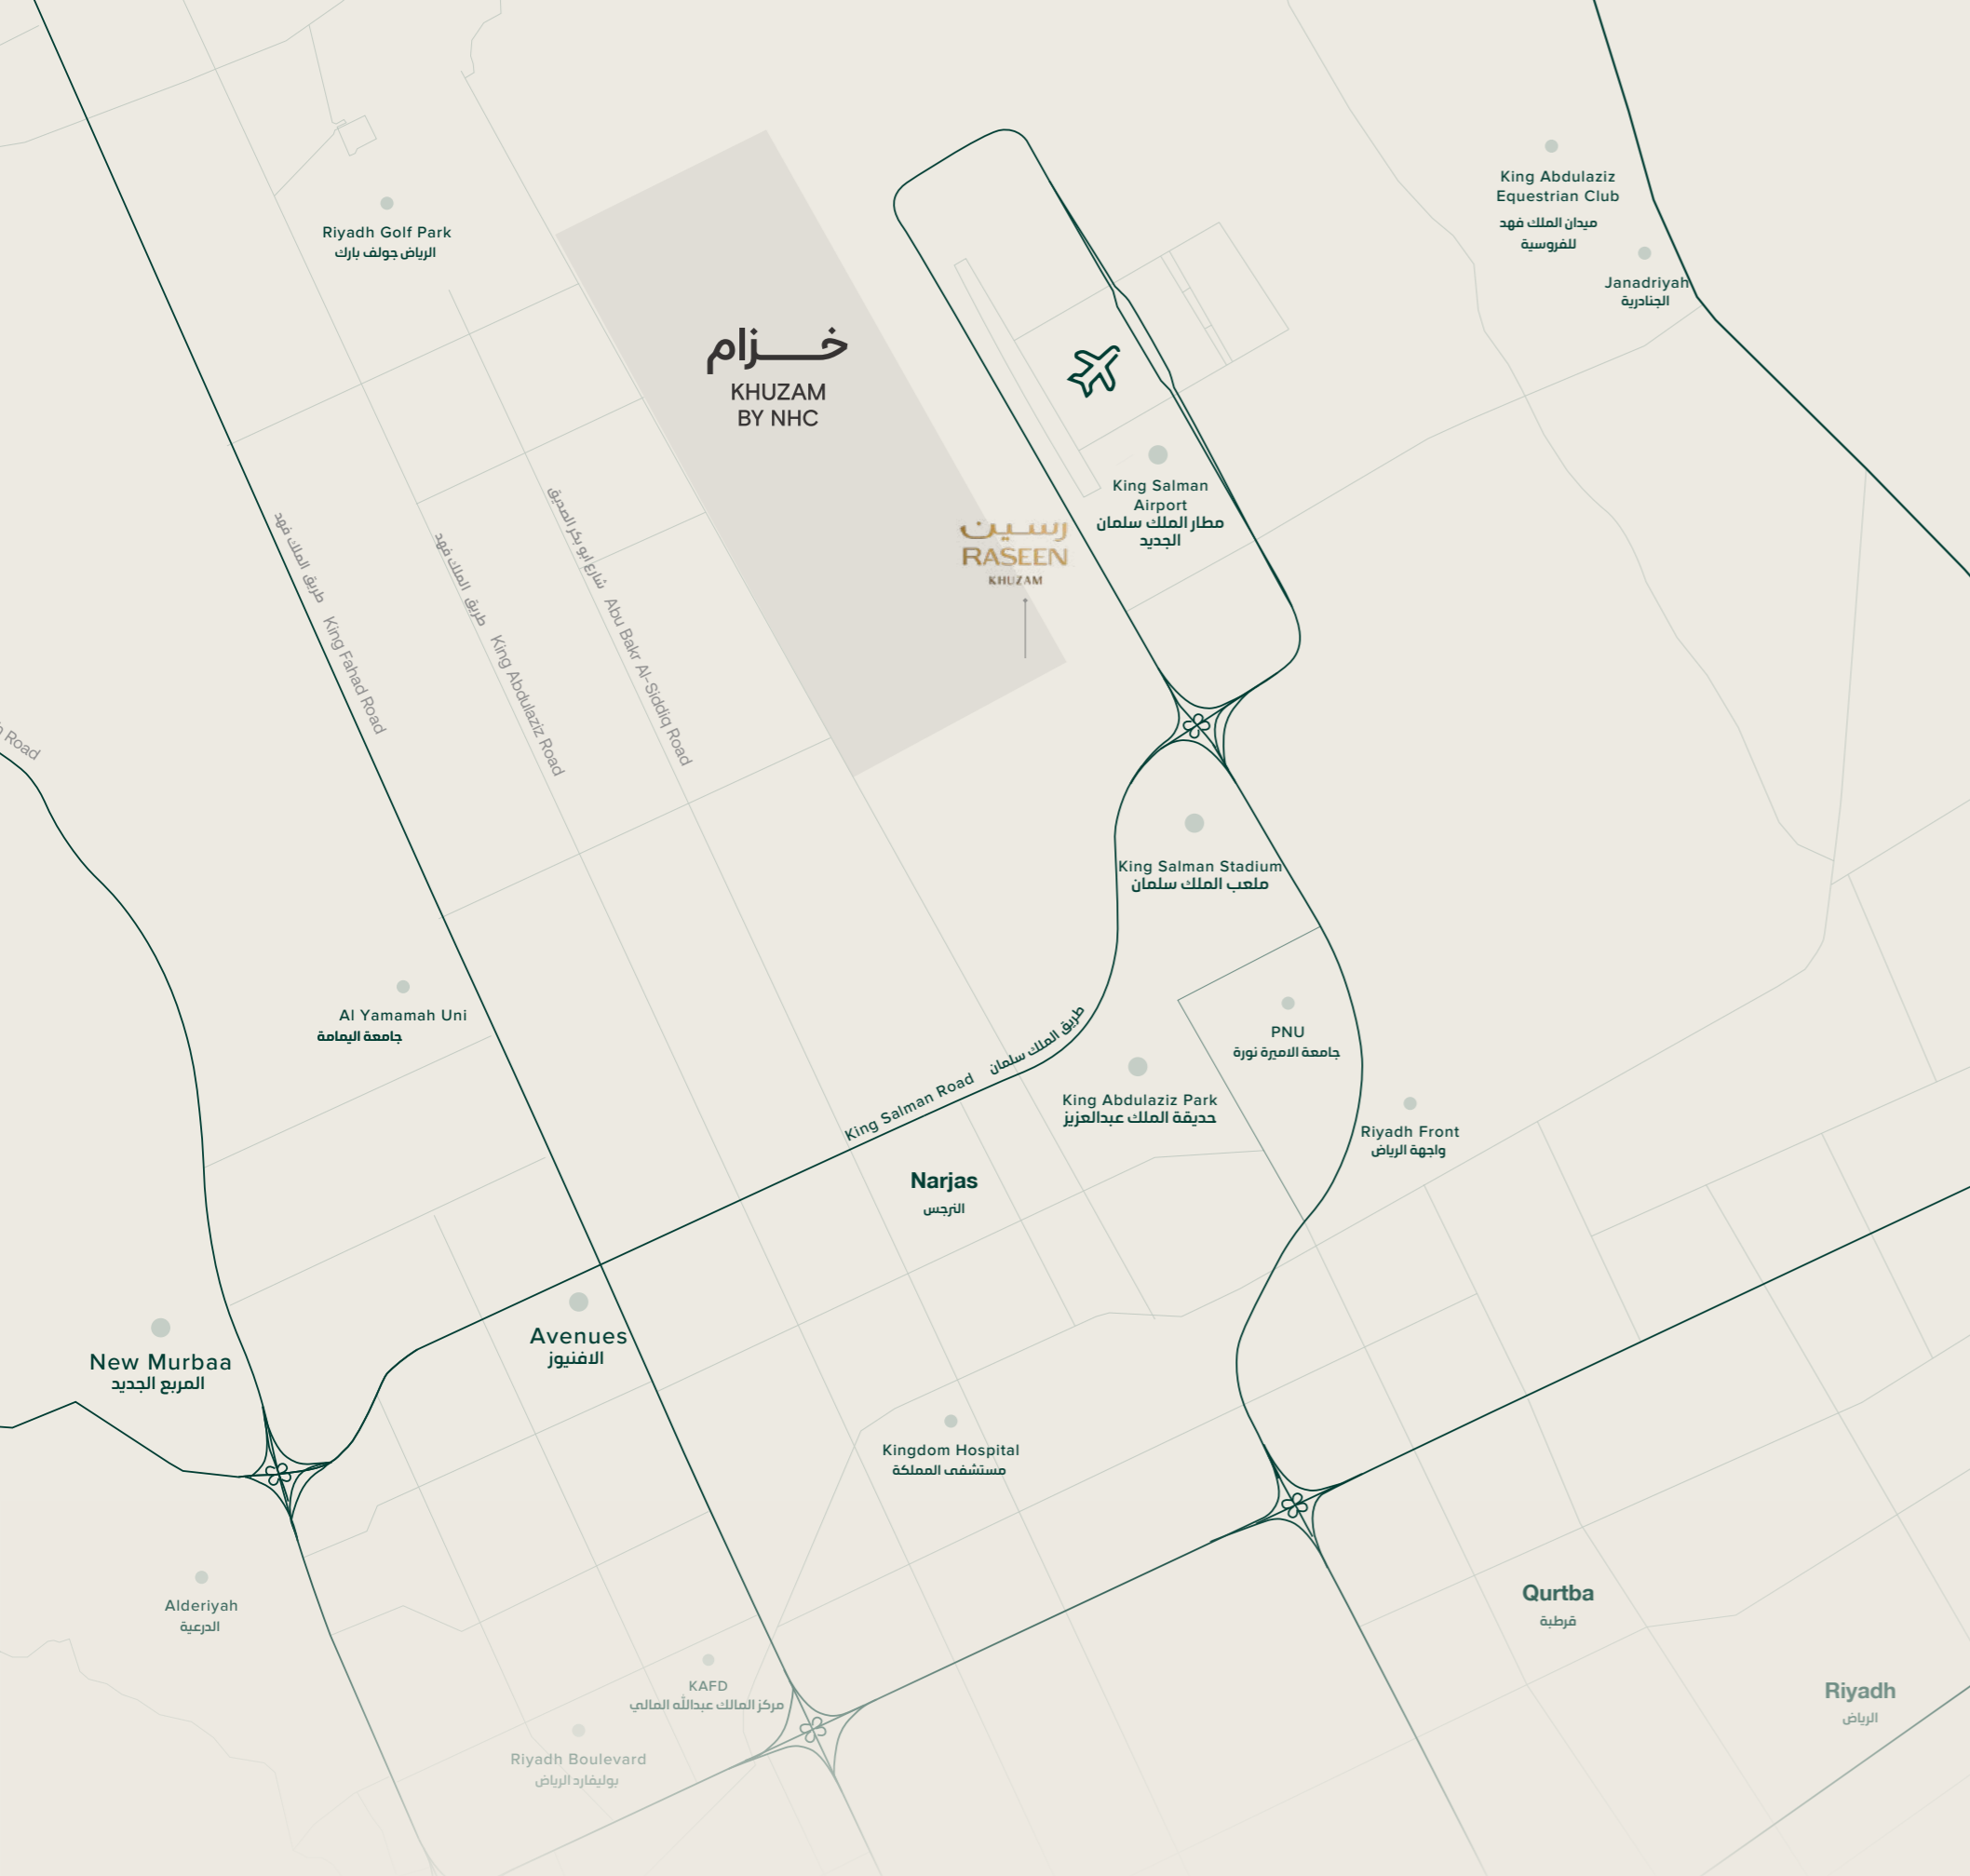 King Abdulaziz
Equestrian Club
ميدان الملك فهد
للفروسية
Riyadh Golf Park
الرياض جولف بارك
Janadriyah
الجنادرية
خزام
KHUZAM
BY NHC
King Salman
Airport
مطار الملك سلمان
الجديد
رسين
RASEEN
KHUZAM
طريق الملك فهد King Fahad Road
طريق الملك فهد King Abdulaziz Road
شارع ابو بكر الصديق Abu Bakr Al-Siddiq Road
Road
King Salman Stadium
ملعب الملك سلمان
Al Yamamah Uni
جامعة اليمامة
PNU
جامعة الاميرة نورة
King Salman Road طريق الملك سلمان
King Abdulaziz Park
حديقة الملك عبدالعزيز
Riyadh Front
واجهة الرياض
Narjas
النرجس
Avenues
الافنيوز
New Murbaa
المربع الجديد
Kingdom Hospital
مستشفى المملكة
Alderiyah
الدرعية
Qurtba
قرطبة
KAFD
مركز المالك عبدالله المالي
Riyadh
الرياض
Riyadh Boulevard
بوليفارد الرياض